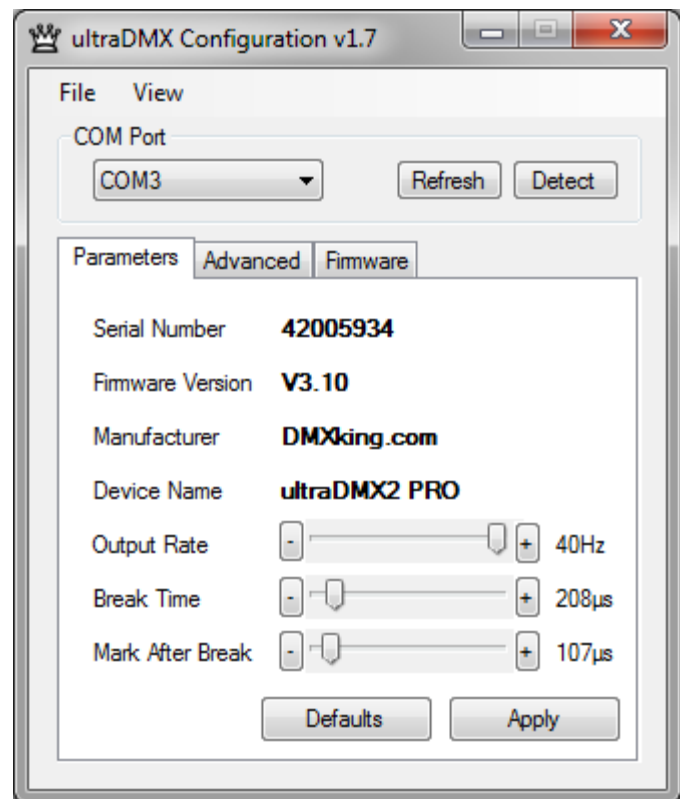 ultraDMX Configuration v1.7
File View
COM Port
COM3 Refresh Detect
Parameters Advanced Firmware
Serial Number 42005934
Firmware Version V3.10
Manufacturer DMXking.com
Device Name ultraDMX2 PRO
Output Rate - + 40Hz
Break Time - + 208µs
Mark After Break - + 107µs
Defaults Apply